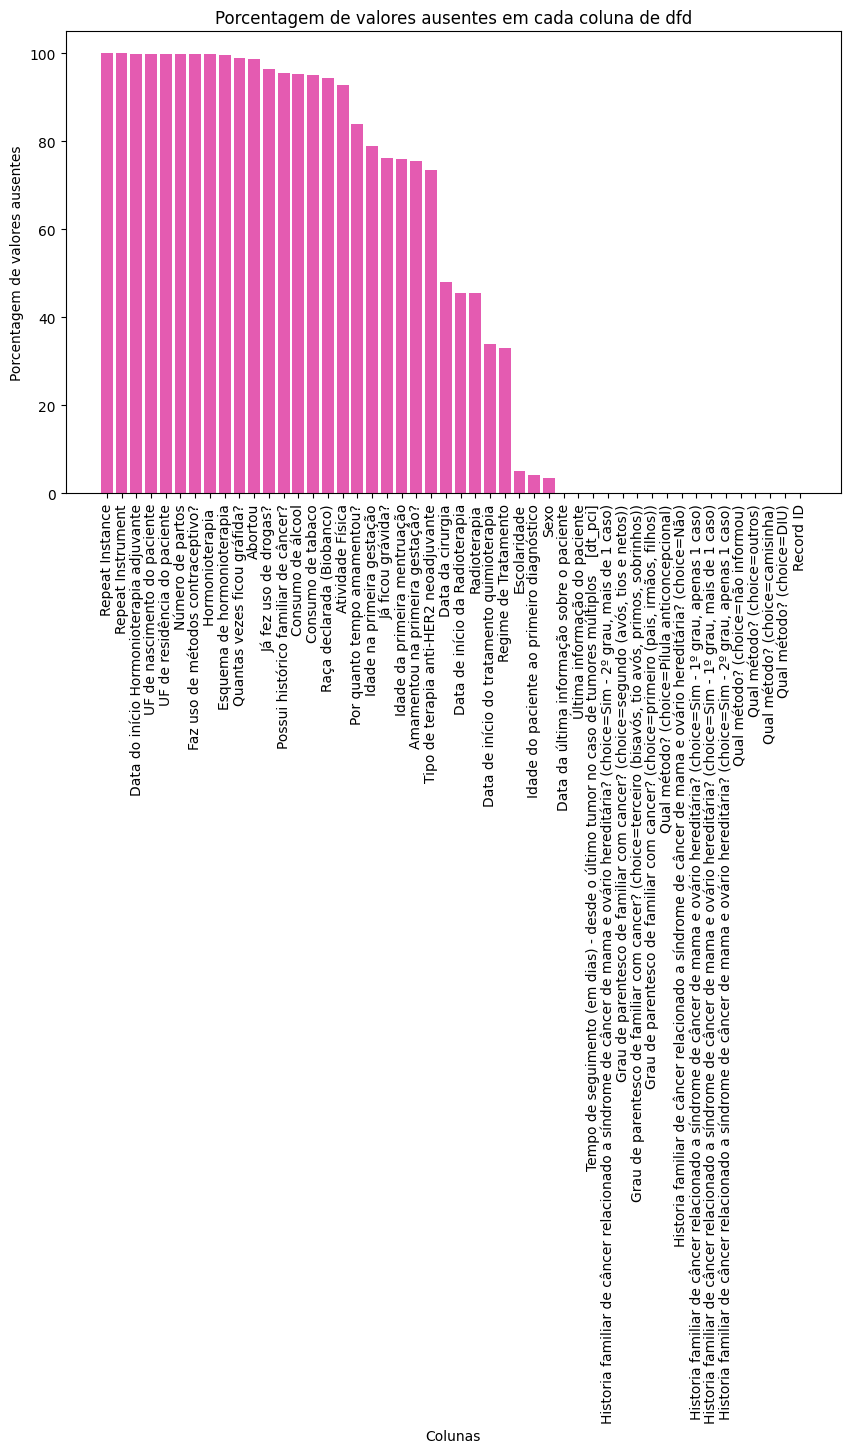 Porcentagem de valores ausentes em cada coluna de dfd
Porcentagem de valores ausentes
100
80
60
40
20
0
Repeat Instance
Repeat Instrument
Data do início Hormonioterapia adjuvante
UF de nascimento do paciente
UF de residência do paciente
Número de partos
Faz uso de métodos contraceptivo?
Hormonioterapia
Esquema de hormonioterapia
Quantas vezes ficou gráfida?
Abortou
Já fez uso de drogas?
Possui histórico familiar de câncer?
Consumo de álcool
Consumo de tabaco
Raça declarada (Biobanco)
Atividade Física
Por quanto tempo amamentou?
Idade na primeira gestação
Já ficou grávida?
Idade da primeira mentruação
Amamentou na primeira gestação?
Tipo de terapia anti-HER2 neoadjuvante
Data da cirurgia
Data de início da Radioterapia
Radioterapia
Data de início do tratamento quimioterapia
Regime de Tratamento
Escolaridade
Idade do paciente ao primeiro diagnóstico
Sexo
Data da última informação sobre o paciente
Última informação do paciente
Tempo de seguimento (em dias) - desde o último tumor no caso de tumores múltiplos [dt_pci]
Historia familiar de câncer relacionado a síndrome de câncer de mama e ovário hereditária? (choice=Sim - 2º grau, mais de 1 caso)
Grau de parentesco de familiar com cancer? (choice=segundo (avós, tios e netos))
Grau de parentesco de familiar com cancer? (choice=terceiro (bisavós, tio avós, primos, sobrinhos))
Grau de parentesco de familiar com cancer? (choice=primeiro (pais, irmãos, filhos))
Qual método? (choice=Pílula anticoncepcional)
Historia familiar de câncer relacionado a síndrome de câncer de mama e ovário hereditária? (choice=Não)
Historia familiar de câncer relacionado a síndrome de câncer de mama e ovário hereditária? (choice=Sim - 1º grau, apenas 1 caso)
Historia familiar de câncer relacionado a síndrome de câncer de mama e ovário hereditária? (choice=Sim - 1º grau, mais de 1 caso)
Historia familiar de câncer relacionado a síndrome de câncer de mama e ovário hereditária? (choice=Sim - 2º grau, apenas 1 caso)
Qual método? (choice=não informou)
Qual método? (choice=outros)
Qual método? (choice=camisinha)
Qual método? (choice=DIU)
Record ID
Colunas